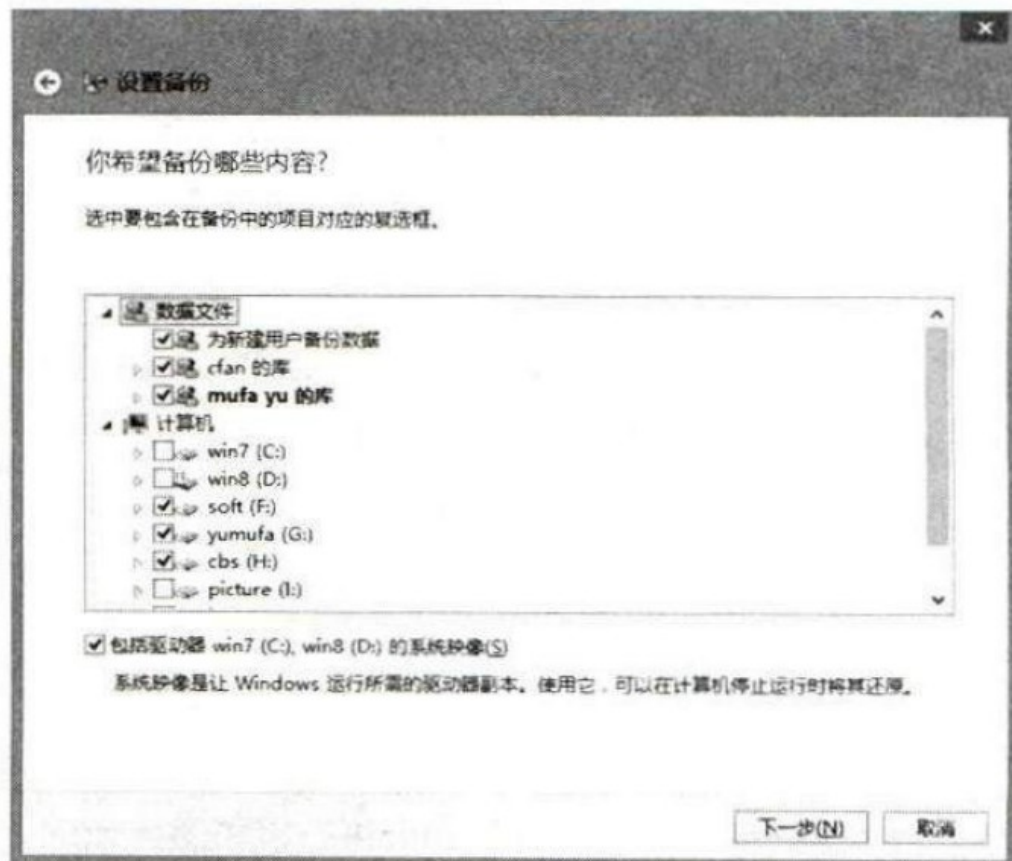 设置备份
你希望备份哪些内容?
选中要包含在备份中的项目对应的复选框。
数据文件
为新建用户备份数据
cfan 的库
mufa yu 的库
计算机
win7 (C:)
win8 (D:)
soft (F:)
yumufa (G:)
cbs (H:)
picture (I:)
包括驱动器 win7 (C:), win8 (D:) 的系统映像(S)
系统映像是让 Windows 运行所需的驱动器副本。使用它，可以在计算机停止运行时将其还原。
下一步(N)
取消